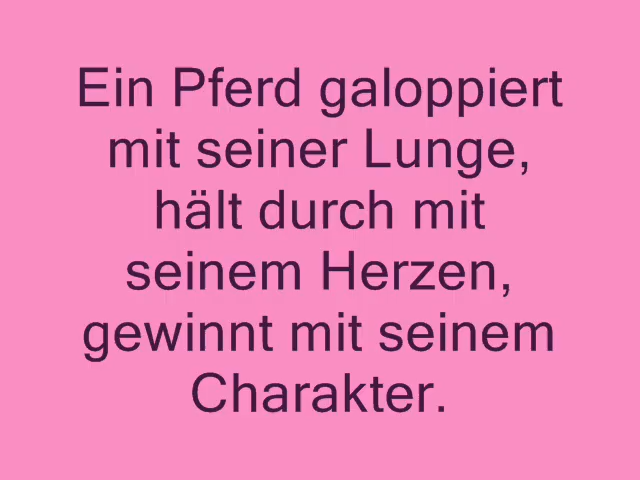 Ein Pferd galoppiert
mit seiner Lunge,
hält durch mit
seinem Herzen,
gewinnt mit seinem
Charakter.